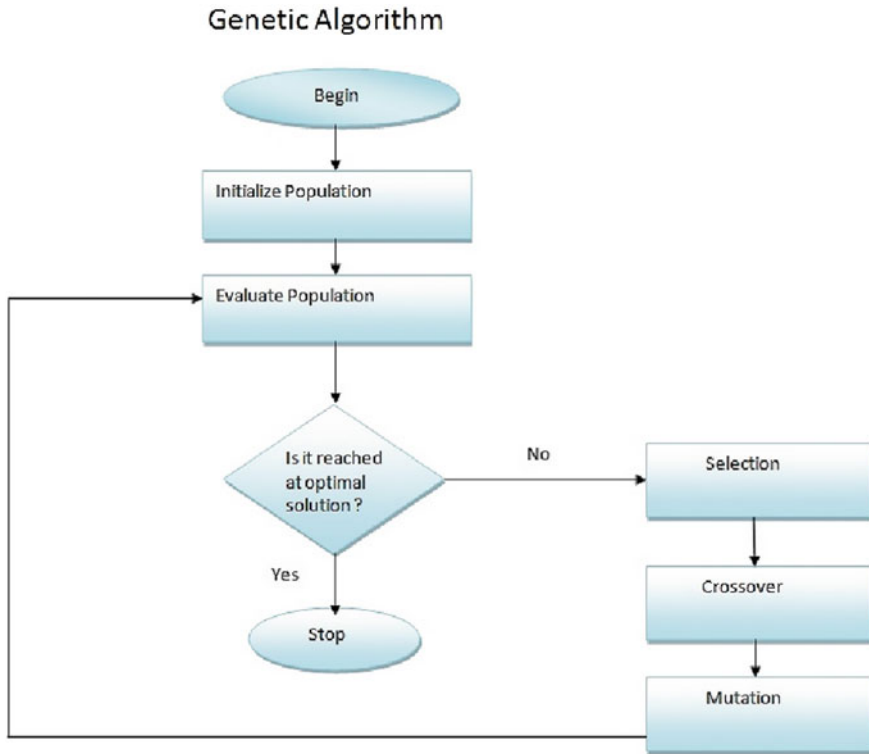 Genetic Algorithm
Begin
Initialize Population
Evaluate Population
Is it reached
at optimal
solution ?
No
Yes
Stop
Selection
Crossover
Mutation